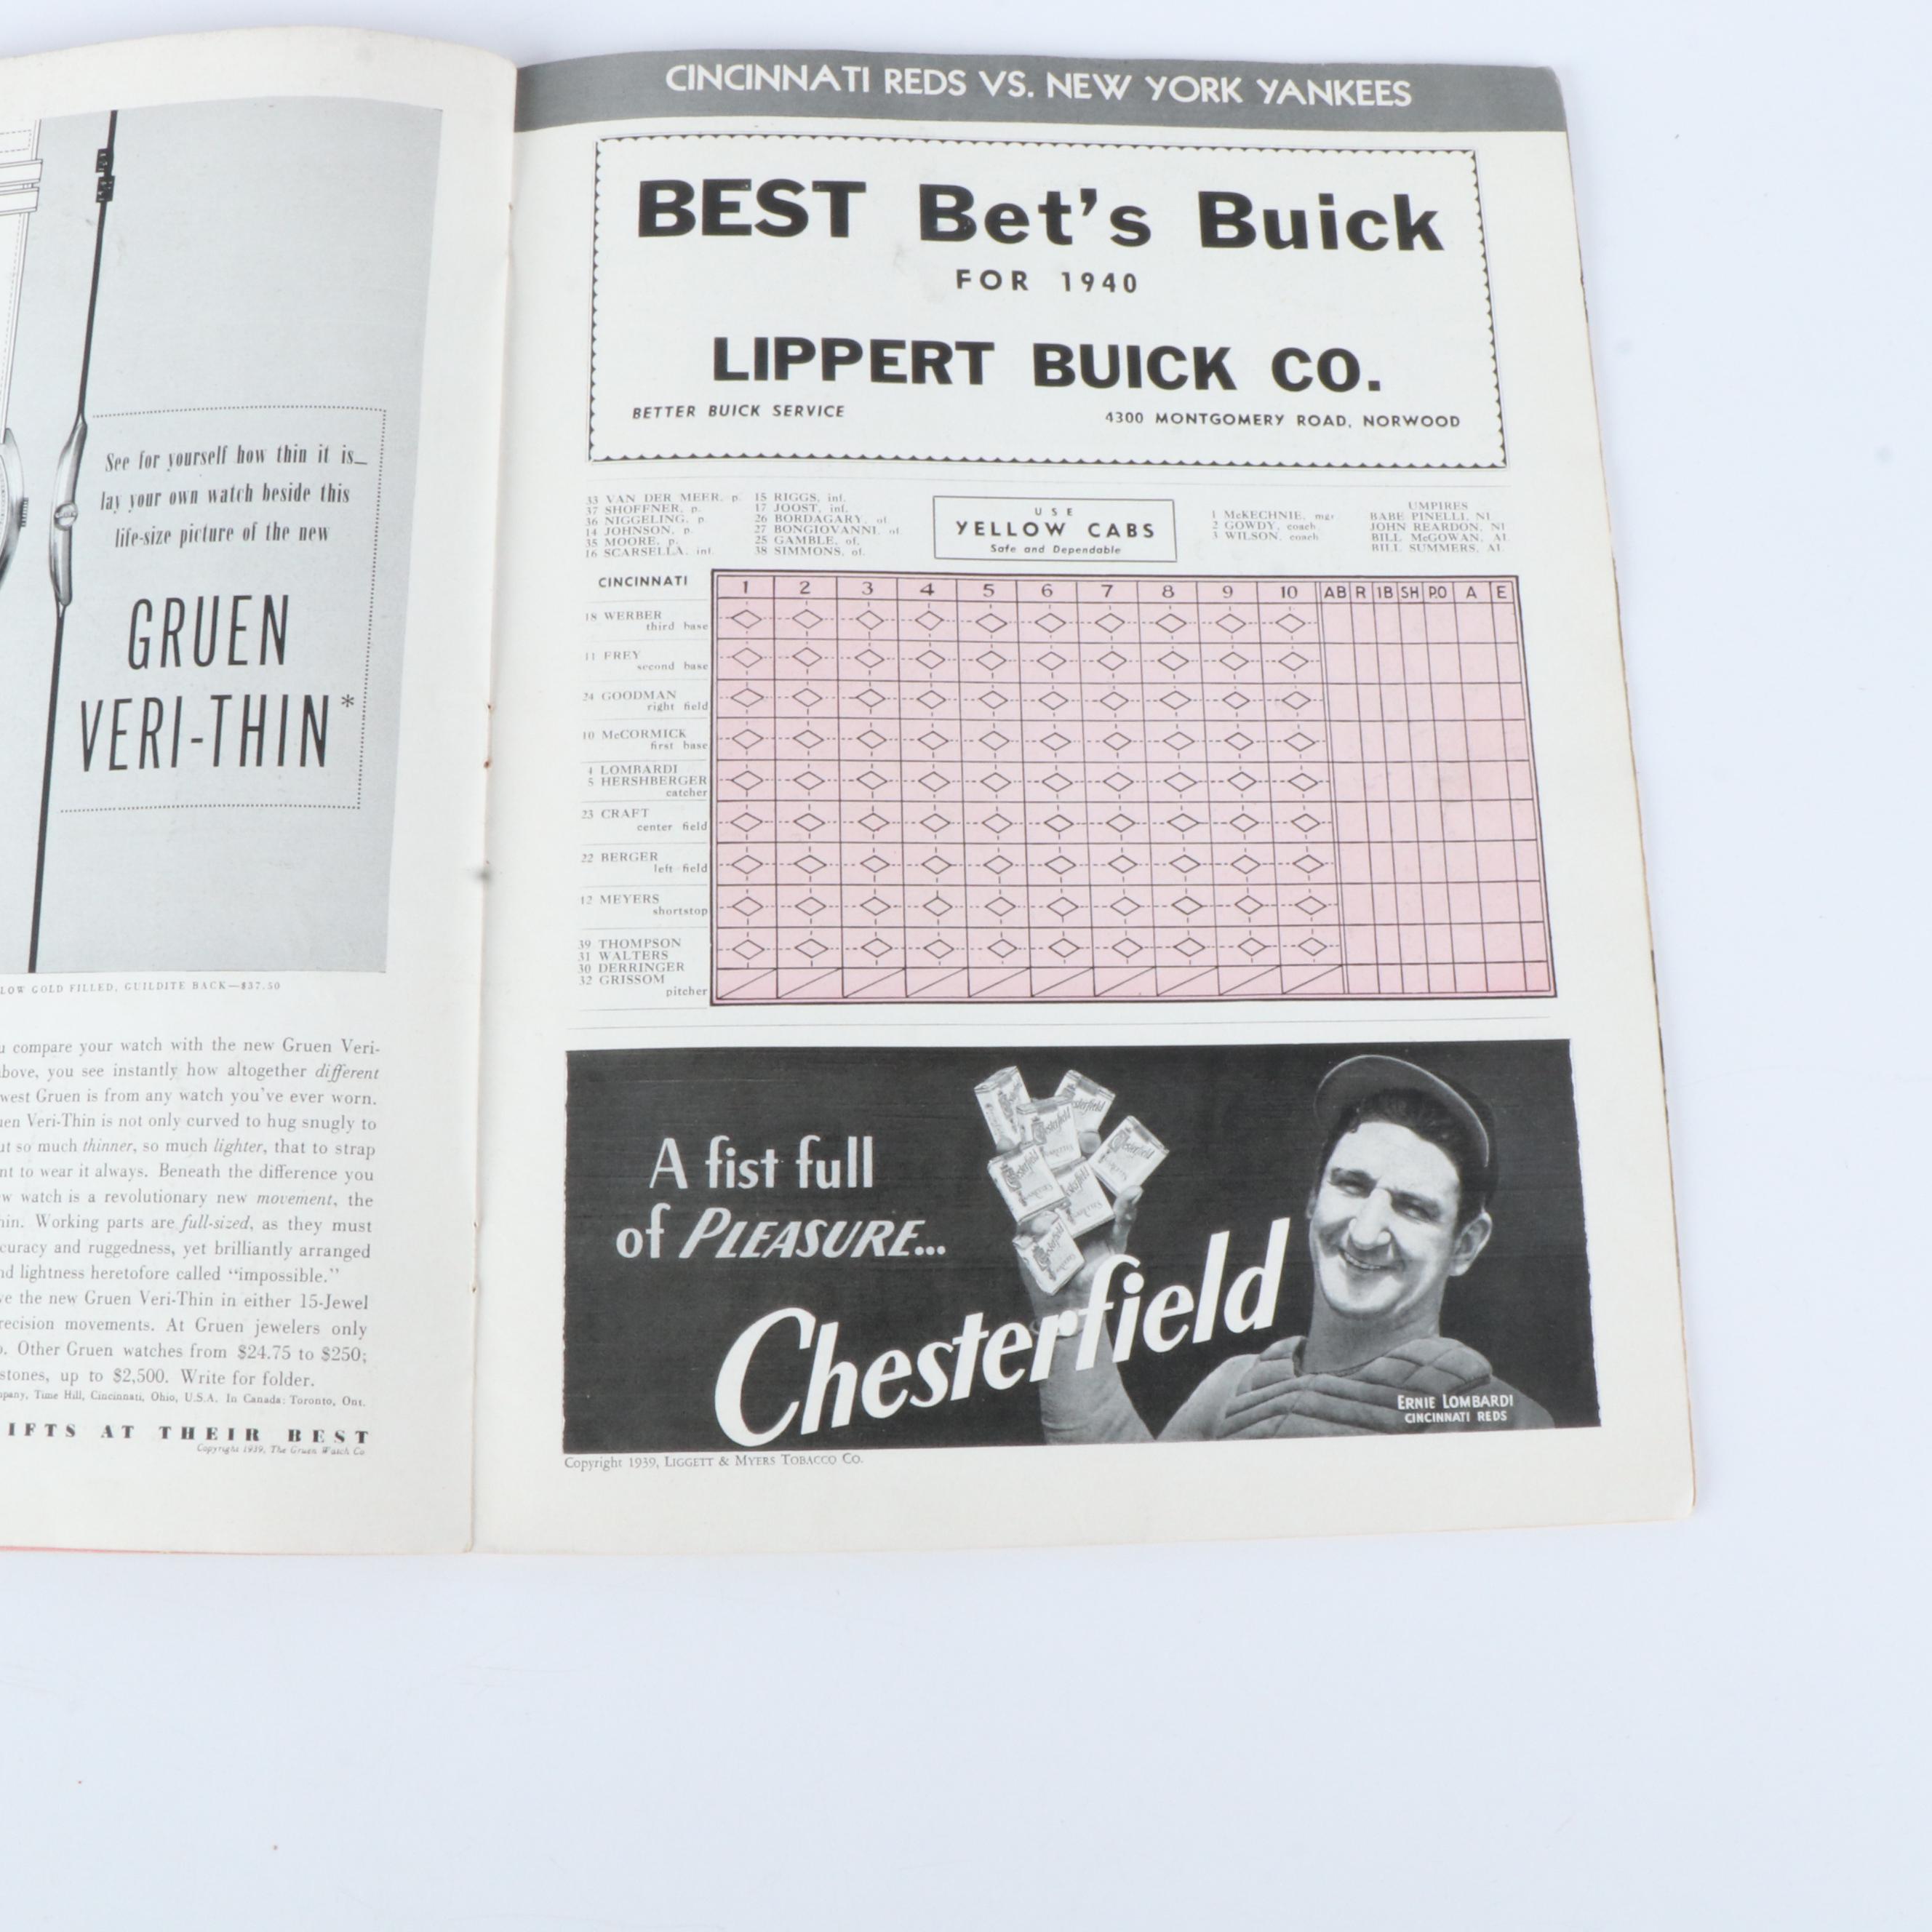 See for yourself how thin it is—
lay your own watch beside this
life-size picture of the new
GRUEN
VERI-THIN*
LOW GOLD FILLED, GUILDITE BACK—$37.50
compare your watch with the new Gruen Veri-
bove, you see instantly how altogether different
west Gruen is from any watch you've ever worn.
en Veri-Thin is not only curved to hug snugly to
ut so much thinner, so much lighter, that to strap
nt to wear it always. Beneath the difference you
w watch is a revolutionary new movement, the
hin. Working parts are full-sized, as they must
curacy and ruggedness, yet brilliantly arranged
nd lightness heretofore called "impossible."
ve the new Gruen Veri-Thin in either 15-Jewel
recision movements. At Gruen jewelers only
. Other Gruen watches from $24.75 to $250;
stones, up to $2,500. Write for folder.
pany, Time Hill, Cincinnati, Ohio, U.S.A. In Canada: Toronto, Ont.
IFTS AT THEIR BEST
Copyright 1939, The Gruen Watch Co
CINCINNATI REDS VS. NEW YORK YANKEES
BEST Bet's Buick
FOR 1940
LIPPERT BUICK CO.
BETTER BUICK SERVICE 4300 MONTGOMERY ROAD, NORWOOD
33 VAN DER MEER, p.
37 SHOFFNER, p.
36 NIGGELING, p.
14 JOHNSON, p.
35 MOORE, p.
16 SCARSELLA, inf.
15 RIGGS, inf.
17 JOOST, inf.
26 BORDAGARY, of.
27 BONGIOVANNI, of.
25 GAMBLE, of.
38 SIMMONS, of.
USE
YELLOW CABS
Safe and Dependable
1 McKECHNIE, mgr
2 GOWDY, coach
3 WILSON, coach
UMPIRES
BABE PINELLI, NL
JOHN REARDON, NL
BILL McGOWAN, AL
BILL SUMMERS, AL
CINCINNATI 1 2 3 4 5 6 7 8 9 10 AB R 1B SH P.O A E
18 WERBER
third base
11 FREY
second base
24 GOODMAN
right field
10 McCORMICK
first base
4 LOMBARDI
5 HERSHBERGER
catcher
23 CRAFT
center field
22 BERGER
left field
12 MEYERS
shortstop
39 THOMPSON
31 WALTERS
30 DERRINGER
32 GRISSOM
pitcher
A fist full
of PLEASURE...
Chesterfield
Chesterfield
Chesterfield
Chesterfield
Chesterfield
Chesterfield
Chesterfield
ERNIE LOMBARDI
CINCINNATI REDS
Copyright 1939, LIGGETT & MYERS TOBACCO CO.